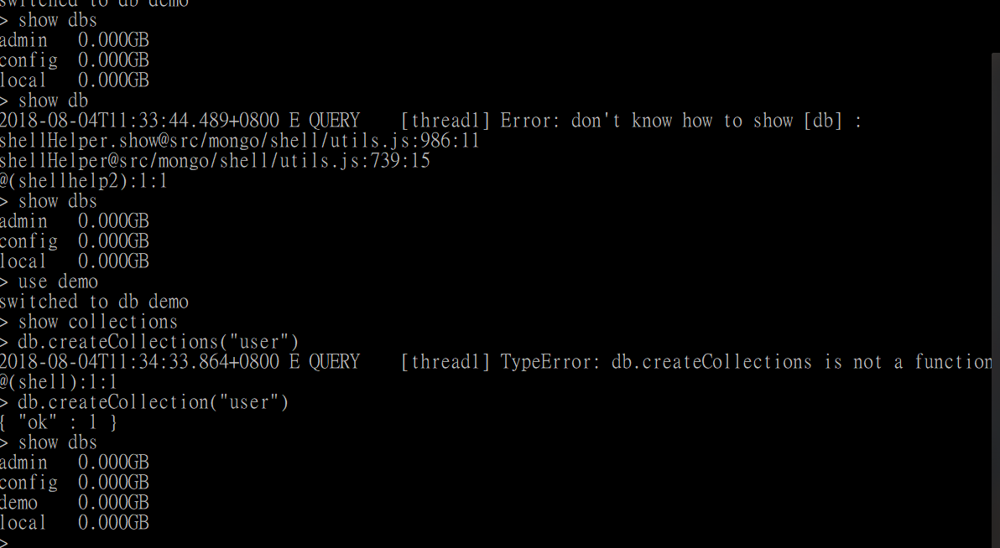 switched to db demo
> show dbs
admin   0.000GB
config  0.000GB
local   0.000GB
> show db
2018-08-04T11:33:44.489+0800 E QUERY    [thread1] Error: don't know how to show [db] :
shellHelper.show@src/mongo/shell/utils.js:986:11
shellHelper@src/mongo/shell/utils.js:739:15
@(shellhelp2):1:1
> show dbs
admin   0.000GB
config  0.000GB
local   0.000GB
> use demo
switched to db demo
> show collections
> db.createCollections("user")
2018-08-04T11:34:33.864+0800 E QUERY    [thread1] TypeError: db.createCollections is not a function
@(shell):1:1
> db.createCollection("user")
{ "ok" : 1 }
> show dbs
admin   0.000GB
config  0.000GB
demo    0.000GB
local   0.000GB
>